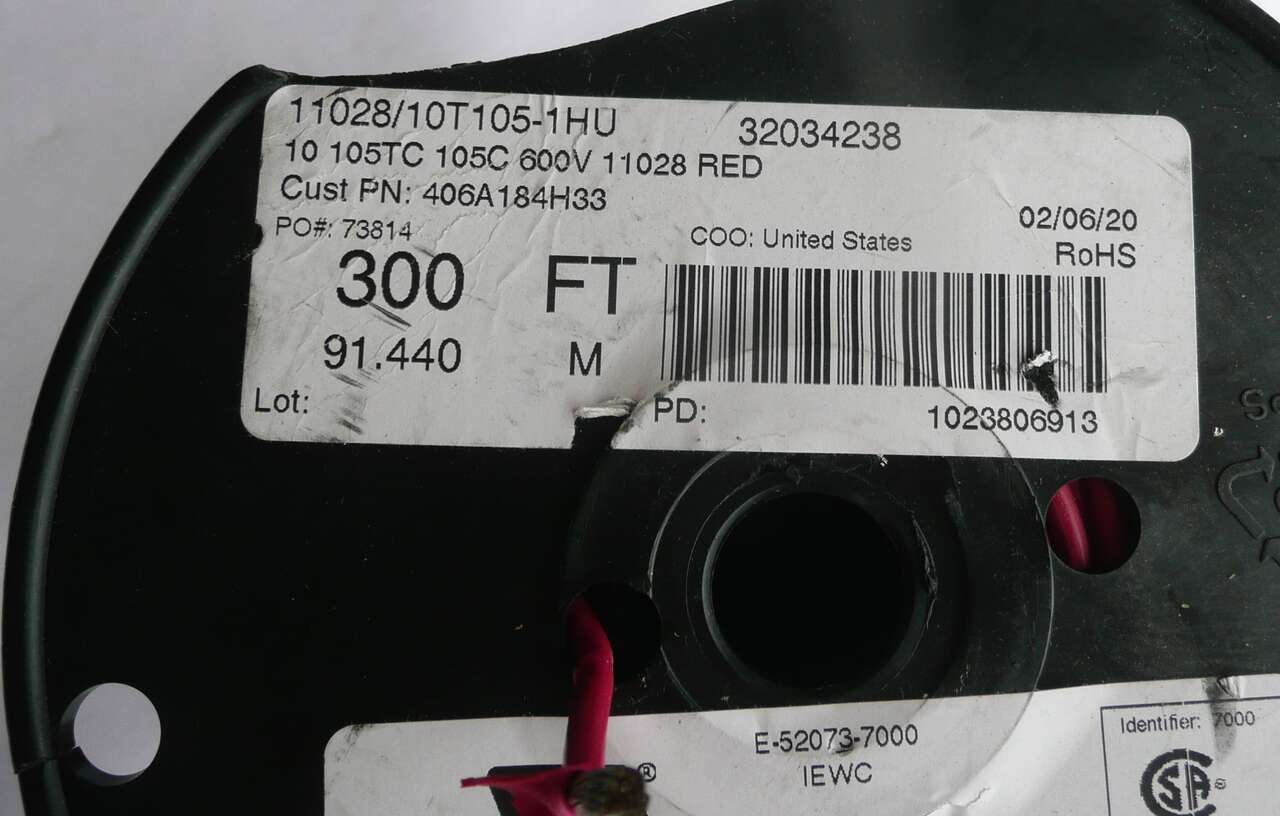 11028/10T105-1HU 32034238
10 105TC 105C 600V 11028 RED
Cust PN: 406A184H33
PO#: 73814
COO: United States
02/06/20
RoHS
300 FT
91.440 M
Lot:
PD:
1023806913
E-52073-7000
IEWC
®
Identifier: 7000
CSA®